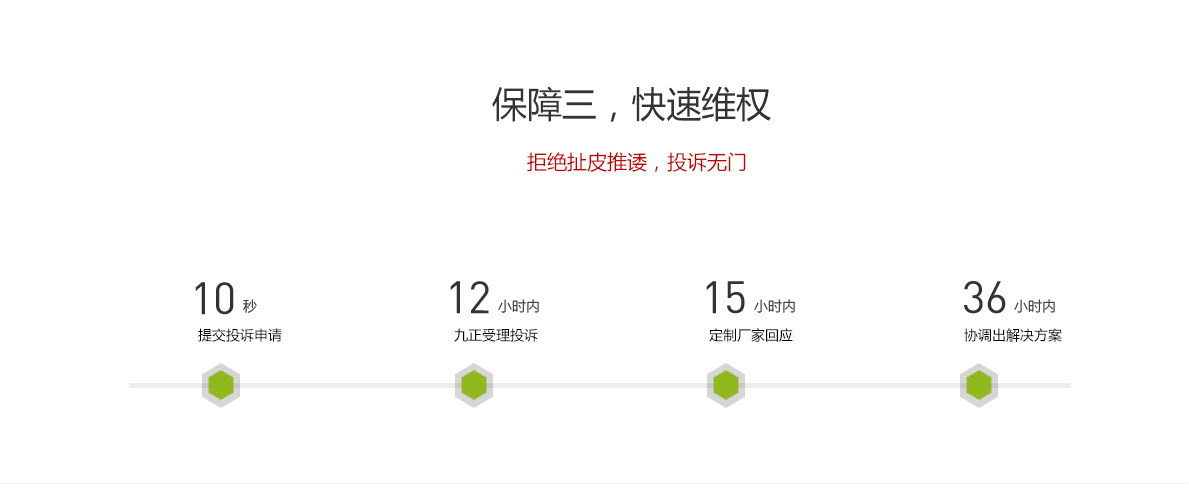 保障三，快速维权
拒绝扯皮推诿，投诉无门
10 秒
提交投诉申请
12 小时内
九正受理投诉
15 小时内
定制厂家回应
36 小时内
协调出解决方案